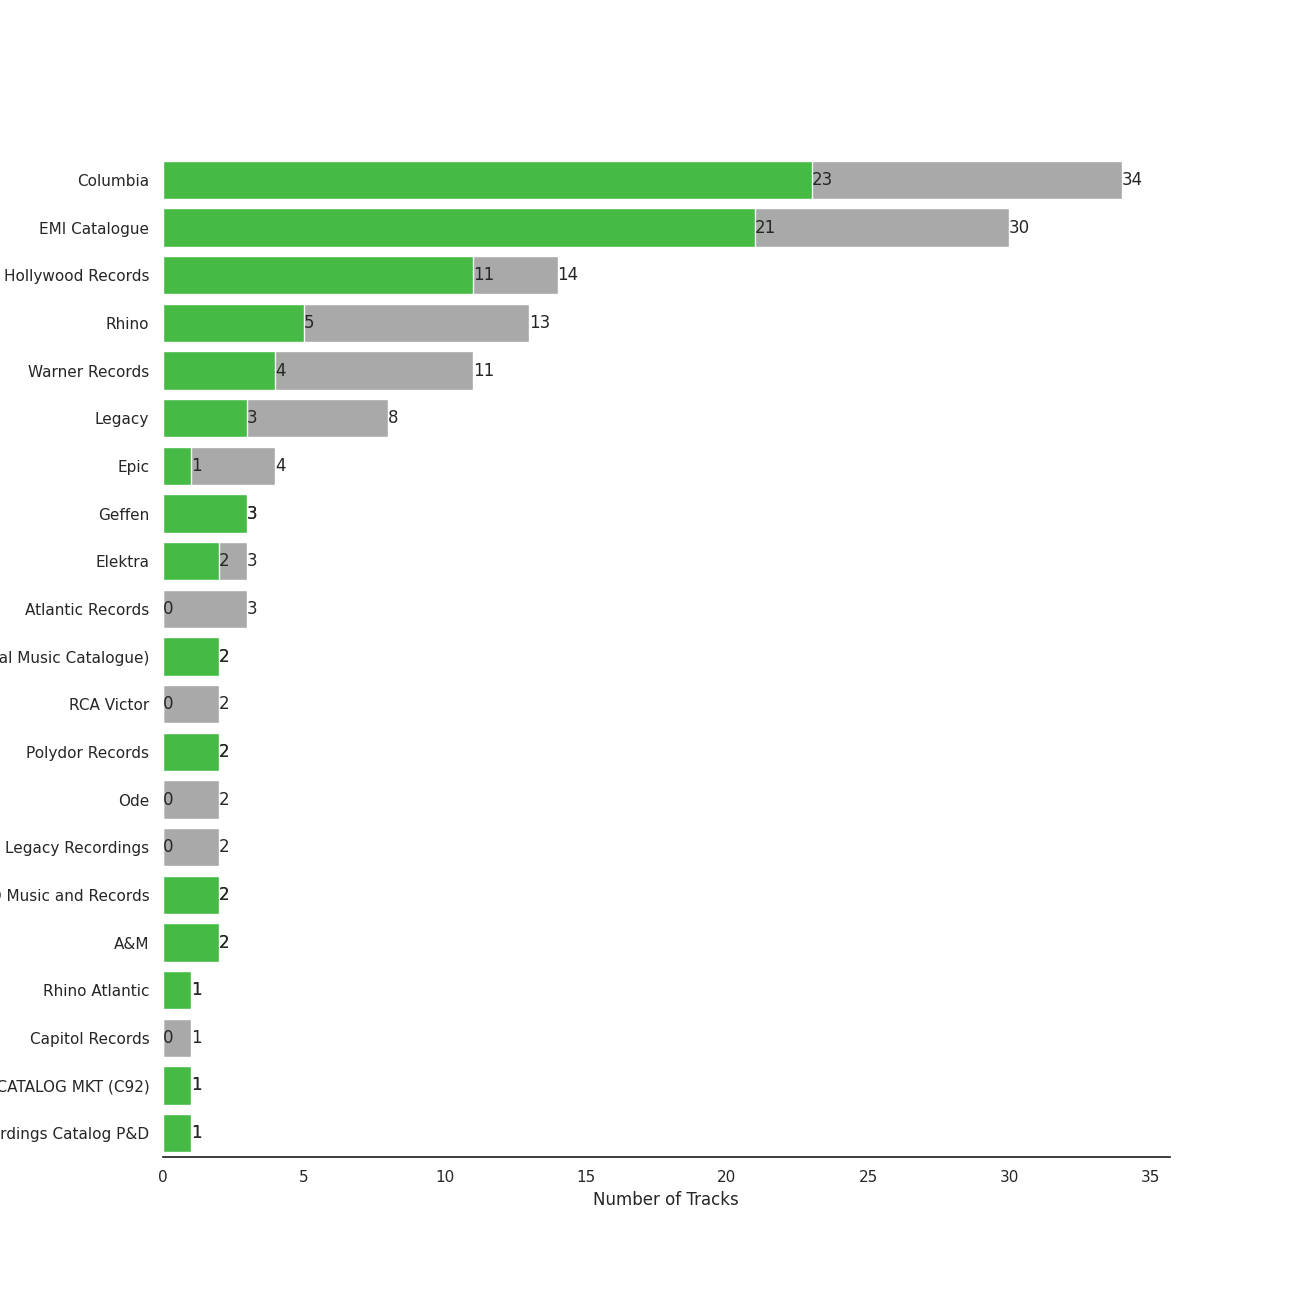 Columbia 23 34
EMI Catalogue 21 30
Hollywood Records 11 14
Rhino 5 13
Warner Records 4 11
Legacy 3 8
Epic 1 4
Geffen 3
Elektra 2 3
Atlantic Records 0 3
al Music Catalogue) 2
RCA Victor 0 2
Polydor Records 2
Ode 0 2
Legacy Recordings 0 2
Music and Records 2
A&M 2
Rhino Atlantic 1
Capitol Records 0 1
CATALOG MKT (C92) 1
rdings Catalog P&D 1
0 5 10 15 20 25 30 35
Number of Tracks